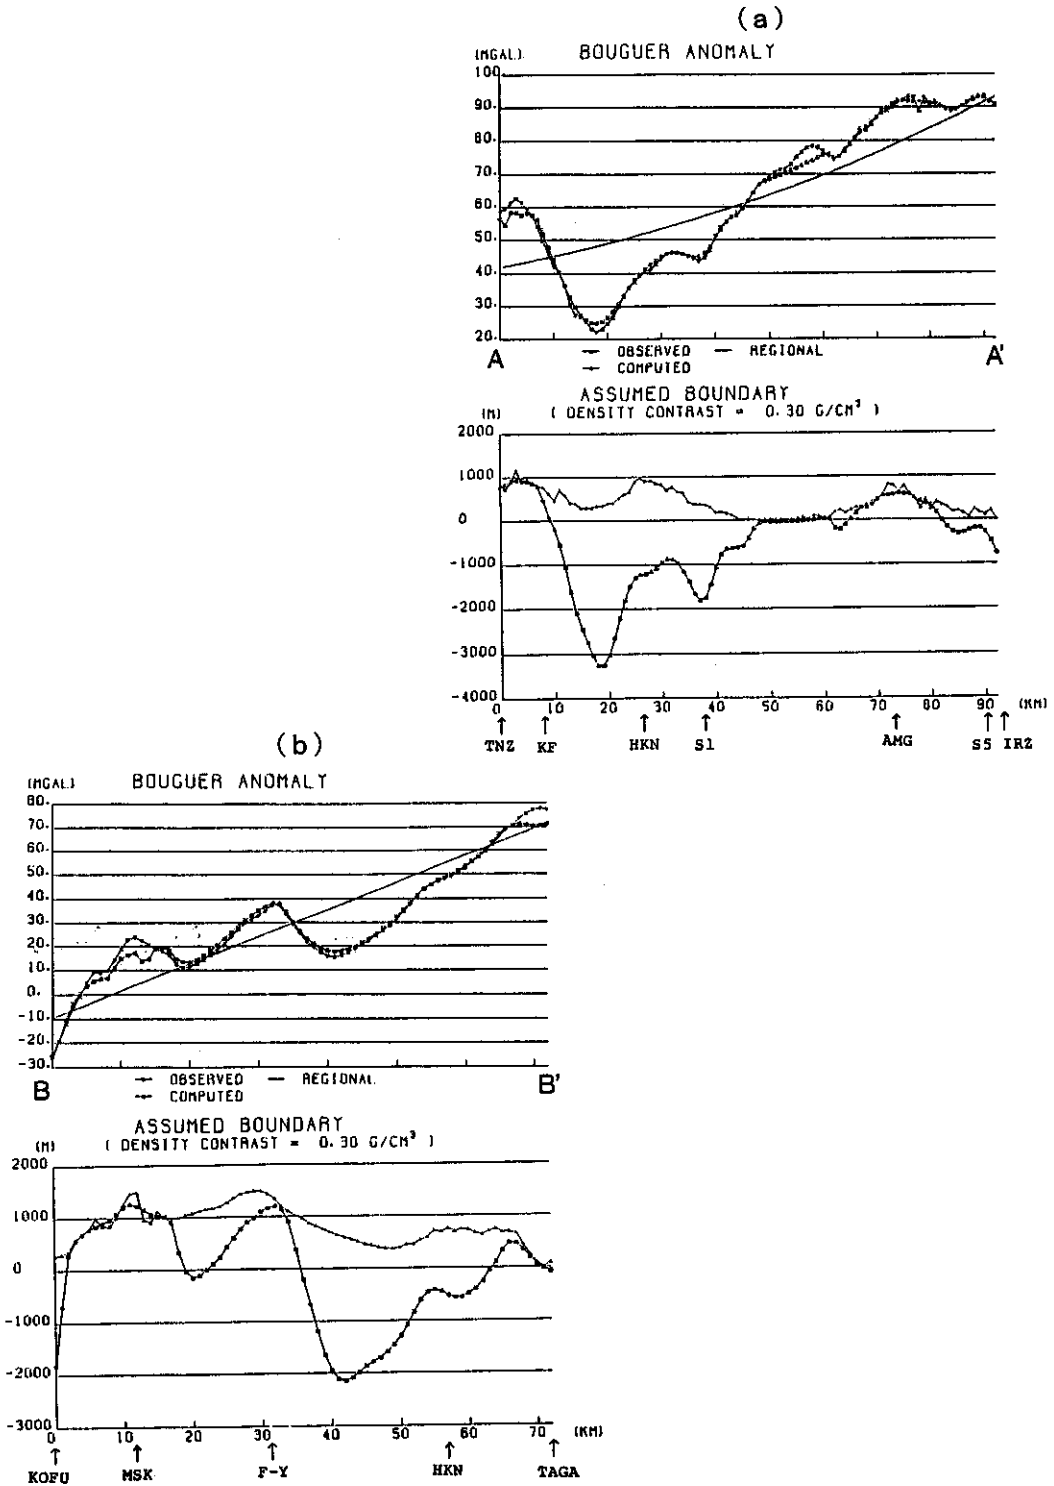 (a)
(MGAL.) BOUGUER ANOMALY
100
90.
80.
70.
60.
50.
40.
30.
20.
A A'
OBSERVED — REGIONAL
COMPUTED
ASSUMED BOUNDARY
(M) ( DENSITY CONTRAST = 0.30 G/CM³ )
2000
1000
0
-1000
-2000
-3000
-4000
0 10 20 30 40 50 60 70 80 90 (KM)
↑ ↑ ↑ ↑ ↑ ↑ ↑
TNZ KF HKN S1 AMG S5 IRZ
(b)
(MGAL) BOUGUER ANOMALY
80.
70.
60.
50.
40.
30.
20.
10.
0.
-10.
-20.
-30.
B B'
OBSERVED — REGIONAL
COMPUTED
ASSUMED BOUNDARY
(M) ( DENSITY CONTRAST = 0.30 G/CM³ )
2000
1000
0
-1000
-2000
-3000
0 10 20 30 40 50 60 70 (KM)
↑ ↑ ↑ ↑ ↑
KOFU MSK F-Y HKN TAGA